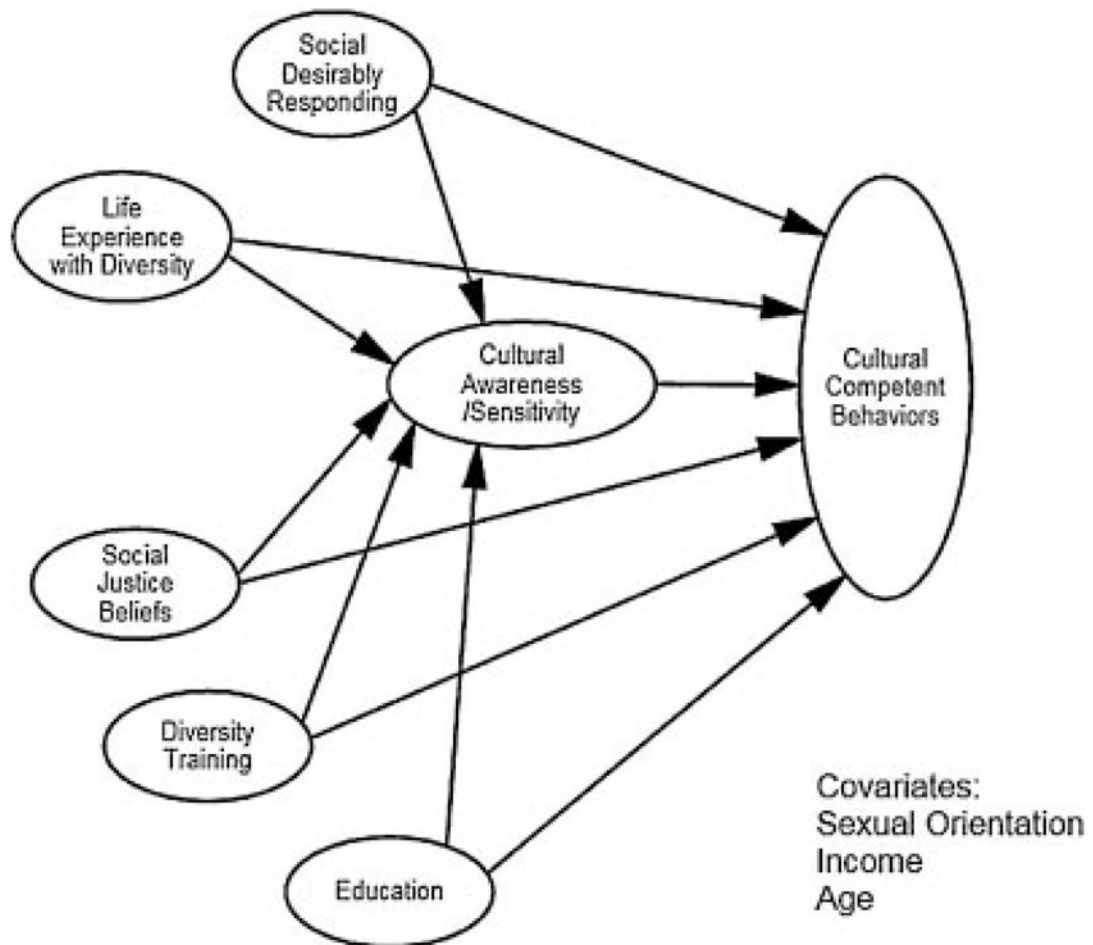 Social
Desirably
Responding
Life
Experience
with Diversity
Cultural
Awareness
/Sensitivity
Cultural
Competent
Behaviors
Social
Justice
Beliefs
Diversity
Training
Education
Covariates:
Sexual Orientation
Income
Age